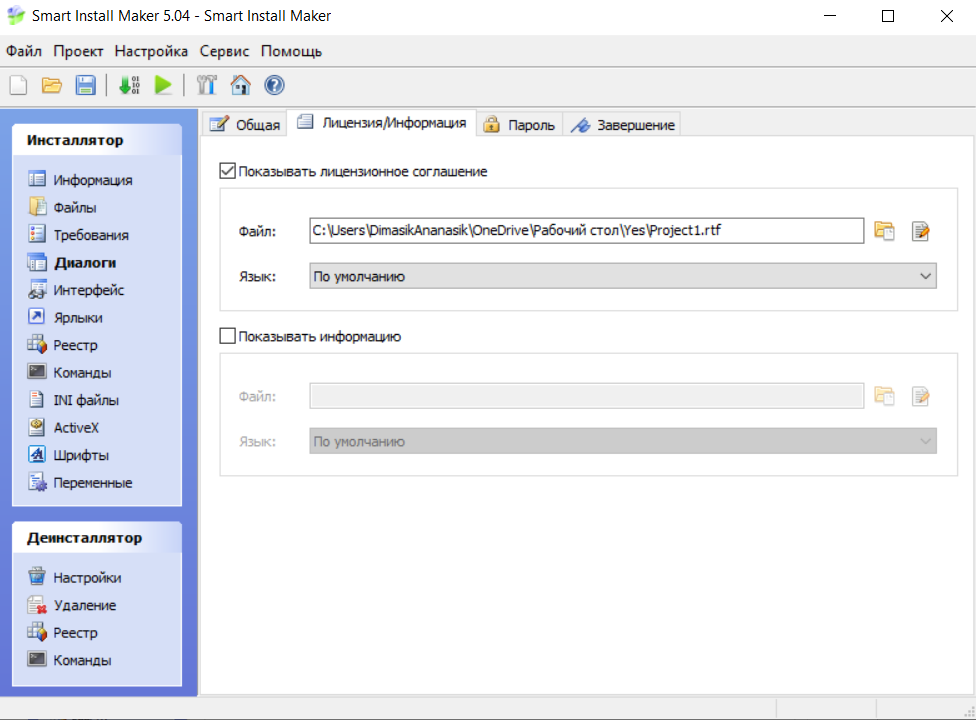 Smart Install Maker 5.04 - Smart Install Maker
Файл Проект Настройка Сервис Помощь
Инсталлятор
Информация
Файлы
Требования
Диалоги
Интерфейс
Ярлыки
Реестр
Команды
INI файлы
ActiveX
Шрифты
Переменные
Деинсталлятор
Настройки
Удаление
Реестр
Команды
Общая Лицензия/Информация Пароль Завершение
Показывать лицензионное соглашение
Файл: C:\Users\DimasikAnanasik\OneDrive\Рабочий стол\Yes\Project1.rtf
Язык: По умолчанию
Показывать информацию
Файл:
Язык: По умолчанию